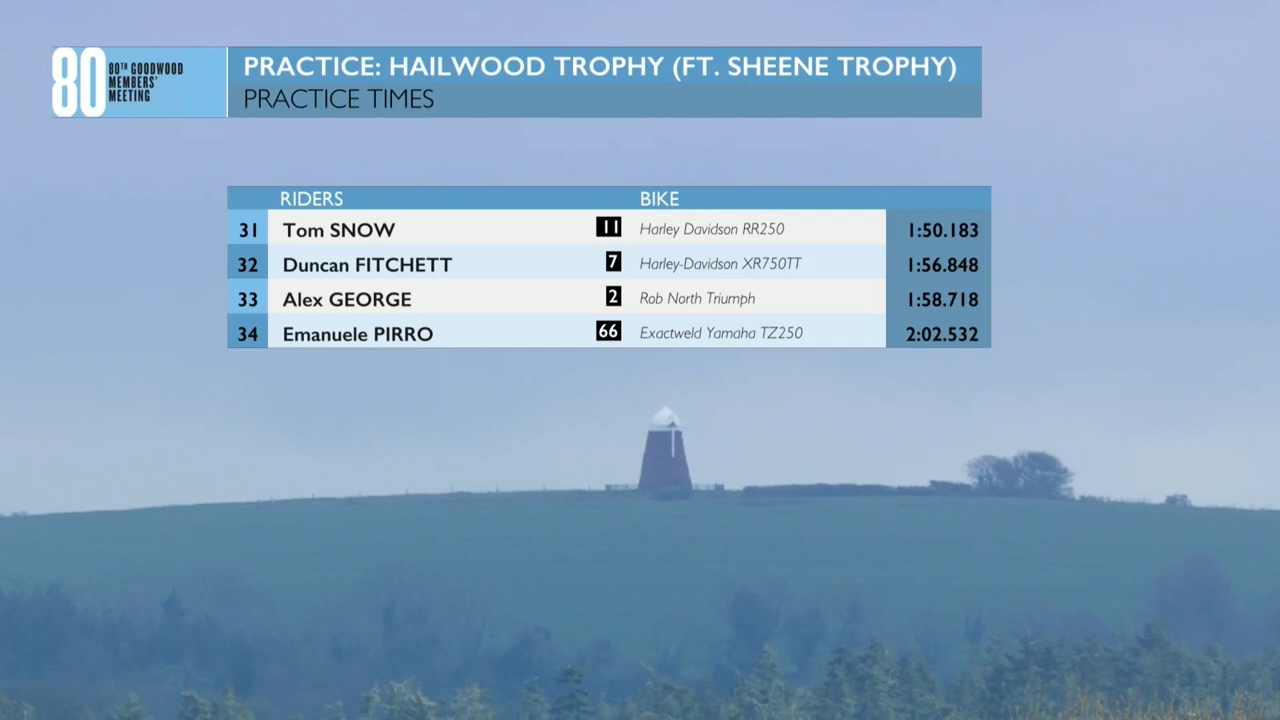 80
80TH GOODWOOD
MEMBERS'
MEETING
PRACTICE: HAILWOOD TROPHY (FT. SHEENE TROPHY)
PRACTICE TIMES
RIDERS BIKE
31 Tom SNOW 11 Harley Davidson RR250 1:50.183
32 Duncan FITCHETT 7 Harley-Davidson XR750TT 1:56.848
33 Alex GEORGE 2 Rob North Triumph 1:58.718
34 Emanuele PIRRO 66 Exactweld Yamaha TZ250 2:02.532